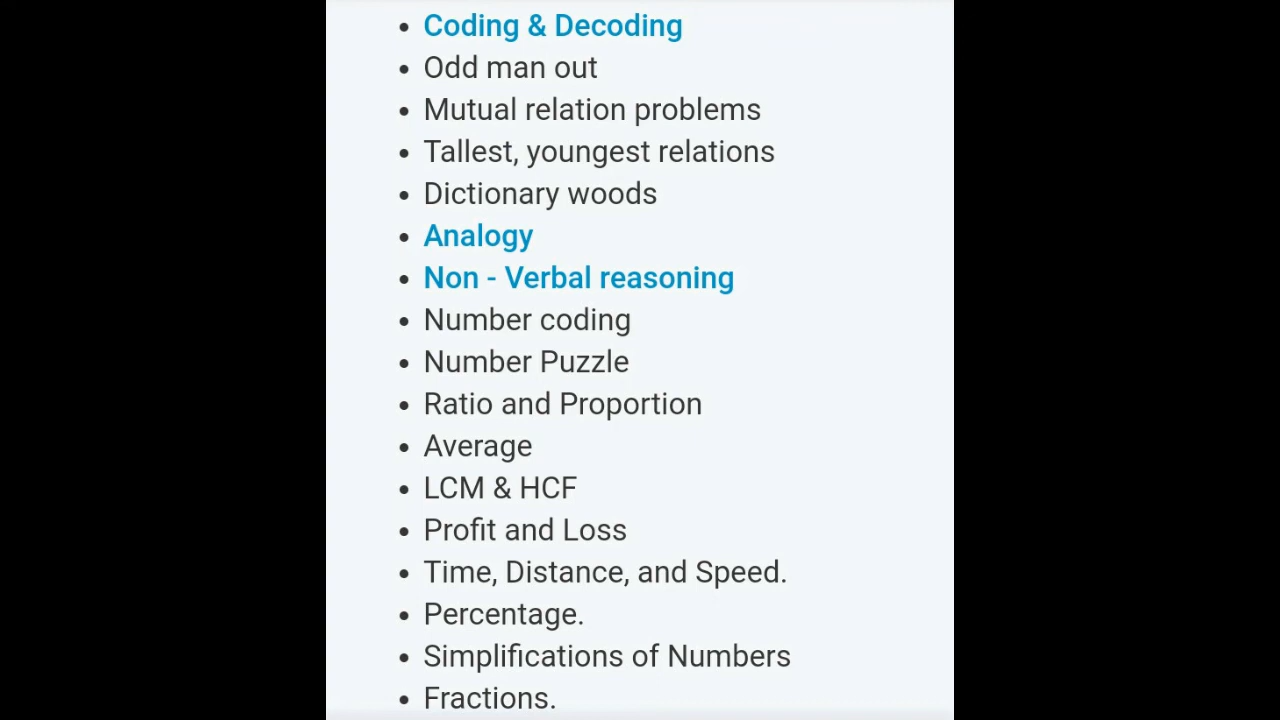 • Coding & Decoding
• Odd man out
• Mutual relation problems
• Tallest, youngest relations
• Dictionary woods
• Analogy
• Non - Verbal reasoning
• Number coding
• Number Puzzle
• Ratio and Proportion
• Average
• LCM & HCF
• Profit and Loss
• Time, Distance, and Speed.
• Percentage.
• Simplifications of Numbers
• Fractions.